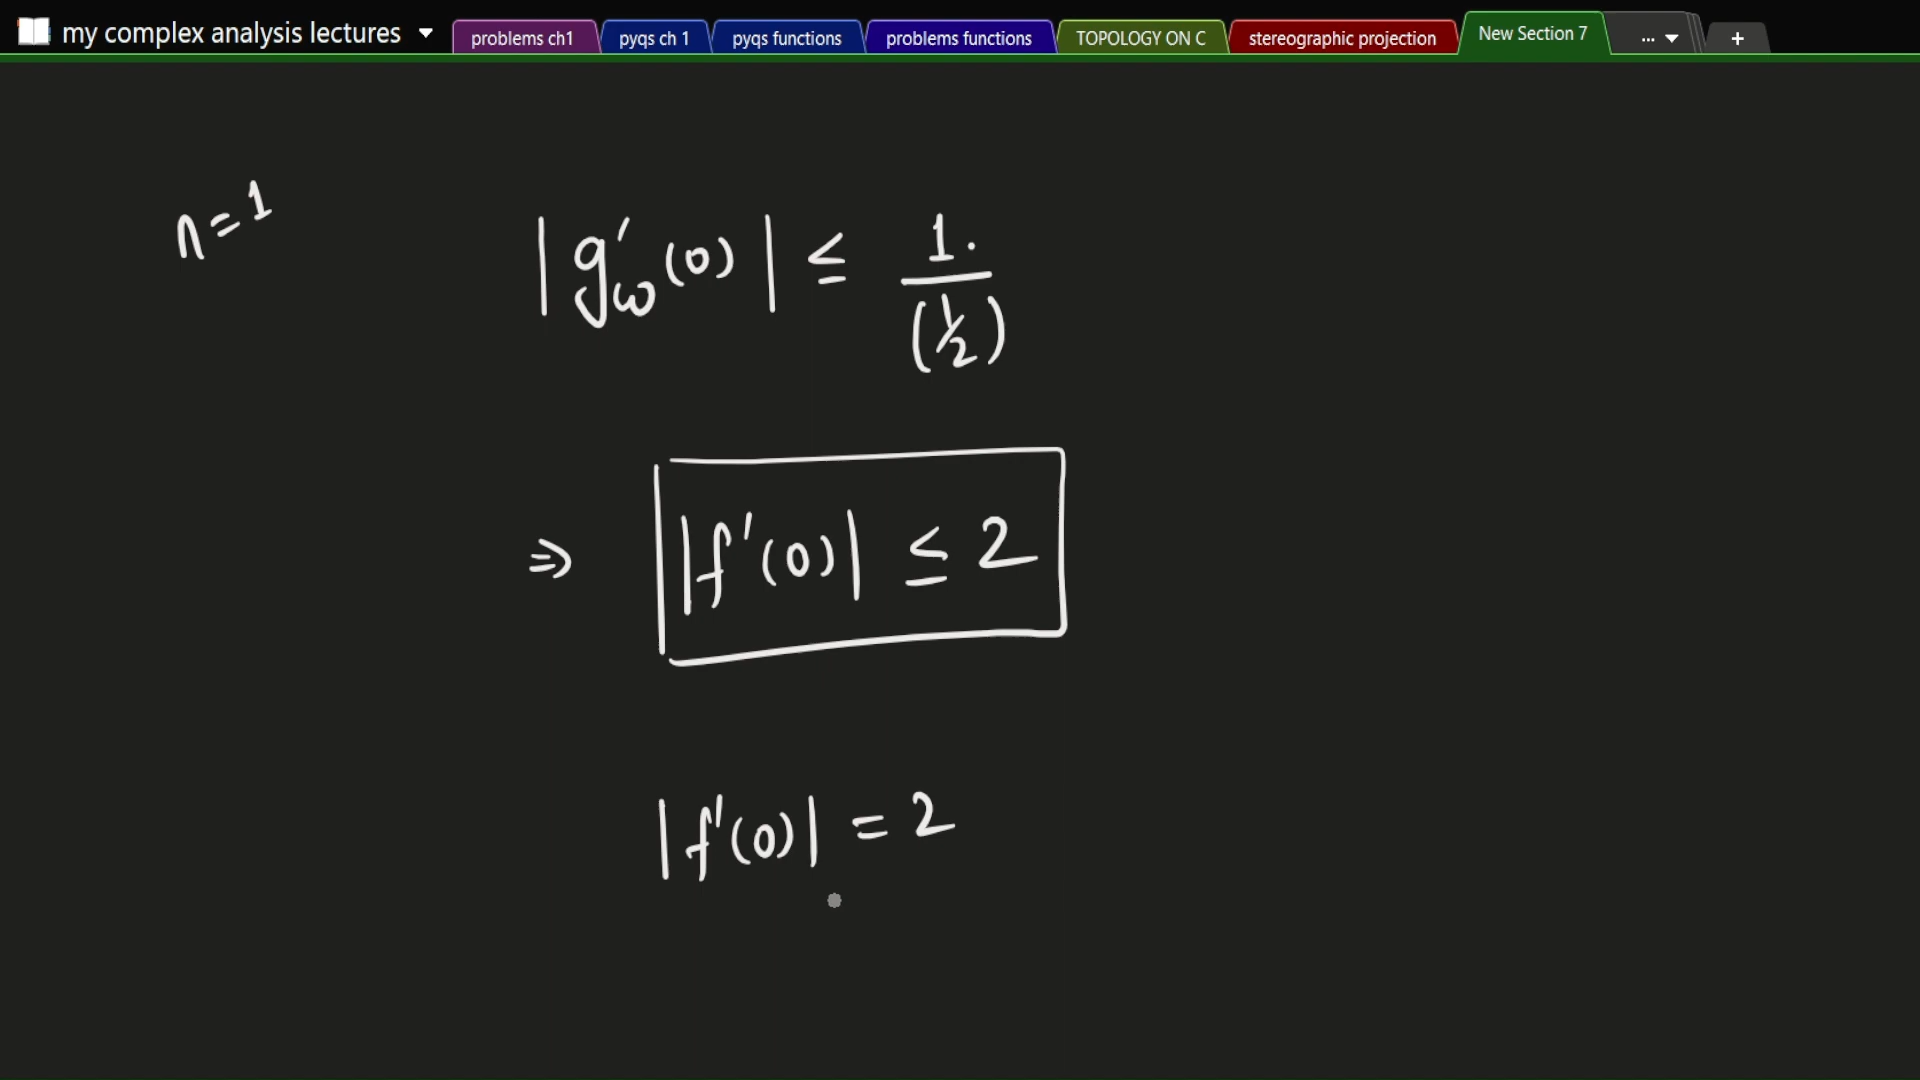 my complex analysis lectures
problems ch1
pyqs ch 1
pyqs functions
problems functions
TOPOLOGY ON C
stereographic projection
New Section 7
...
+
n=1
|g'ω(0)| ≤ 1. / (1/2)
⇒ |f'(0)| ≤ 2
|f'(0)| = 2